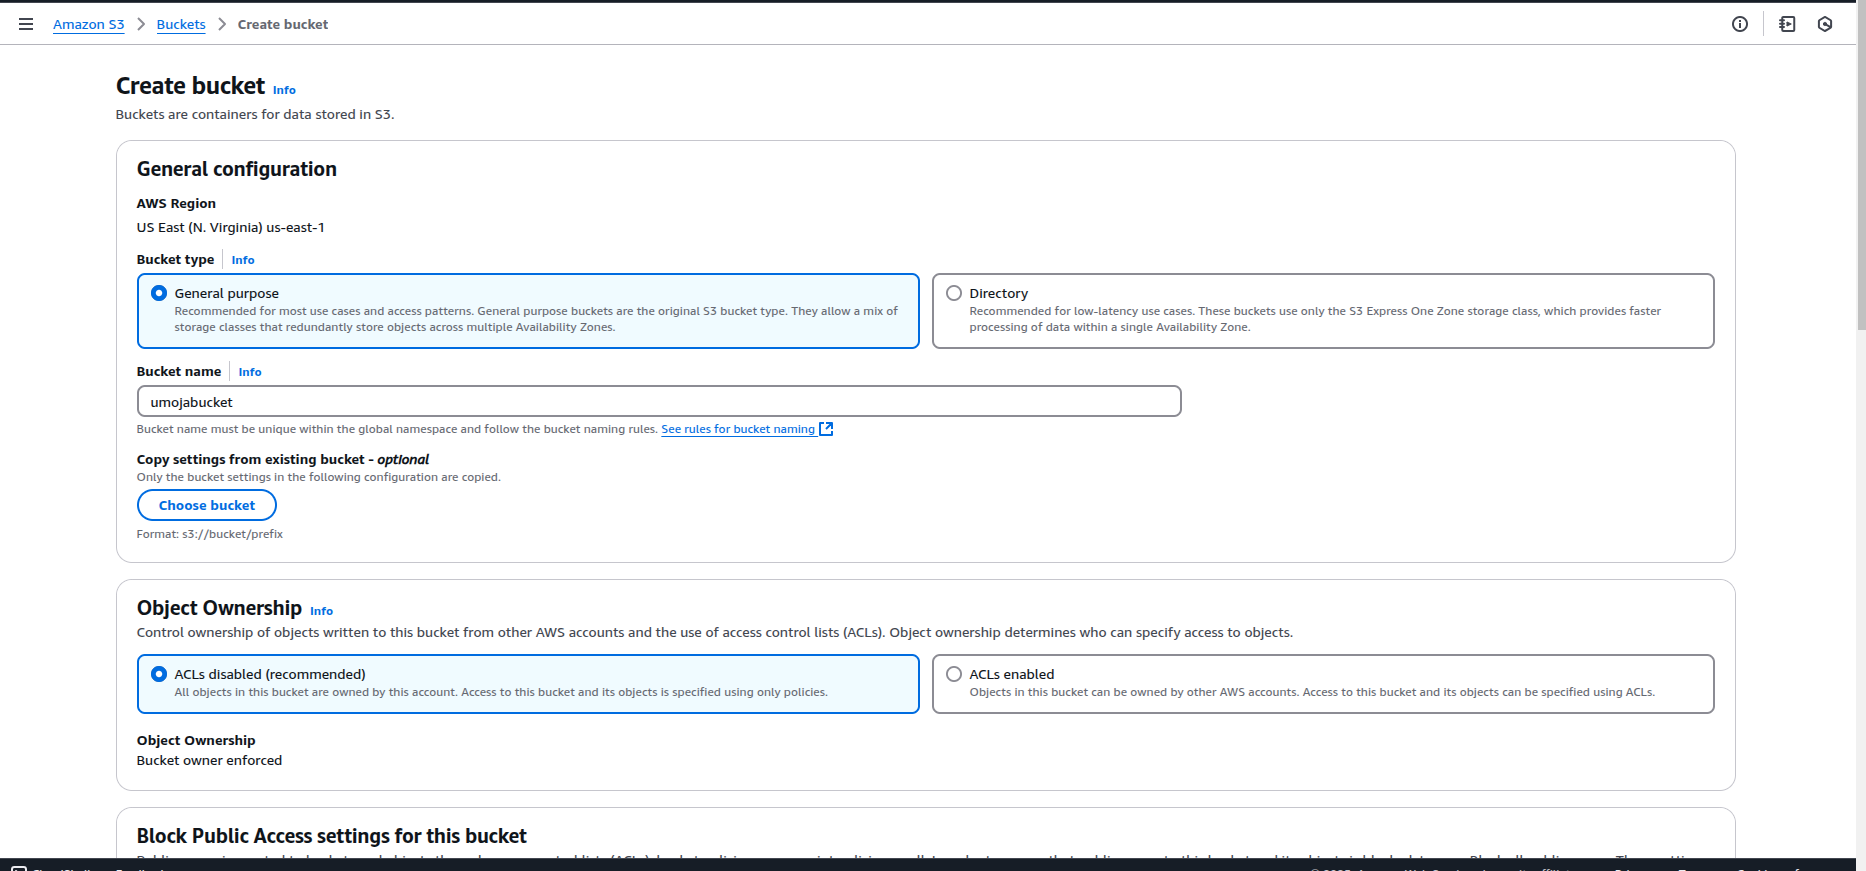 Amazon S3 > Buckets > Create bucket
Create bucket Info
Buckets are containers for data stored in S3.
General configuration
AWS Region
US East (N. Virginia) us-east-1
Bucket type Info
General purpose
Recommended for most use cases and access patterns. General purpose buckets are the original S3 bucket type. They allow a mix of
storage classes that redundantly store objects across multiple Availability Zones.
Directory
Recommended for low-latency use cases. These buckets use only the S3 Express One Zone storage class, which provides faster
processing of data within a single Availability Zone.
Bucket name Info
umojabucket
Bucket name must be unique within the global namespace and follow the bucket naming rules. See rules for bucket naming
Copy settings from existing bucket - optional
Only the bucket settings in the following configuration are copied.
Choose bucket
Format: s3://bucket/prefix
Object Ownership Info
Control ownership of objects written to this bucket from other AWS accounts and the use of access control lists (ACLs). Object ownership determines who can specify access to objects.
ACLs disabled (recommended)
All objects in this bucket are owned by this account. Access to this bucket and its objects is specified using only policies.
ACLs enabled
Objects in this bucket can be owned by other AWS accounts. Access to this bucket and its objects can be specified using ACLs.
Object Ownership
Bucket owner enforced
Block Public Access settings for this bucket